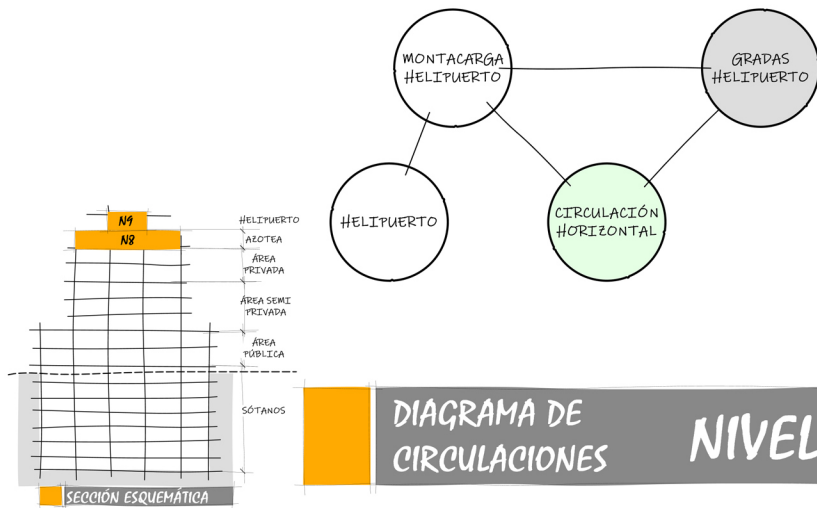 MONTACARGA
HELIPUERTO
GRADAS
HELIPUERTO
HELIPUERTO
CIRCULACIÓN
HORIZONTAL
N9
N8
HELIPUERTO
AZOTEA
ÁREA
PRIVADA
ÁREA SEMI
PRIVADA
ÁREA
PÚBLICA
SÓTANOS
SECCIÓN ESQUEMÁTICA
DIAGRAMA DE
CIRCULACIONES
NIVEL